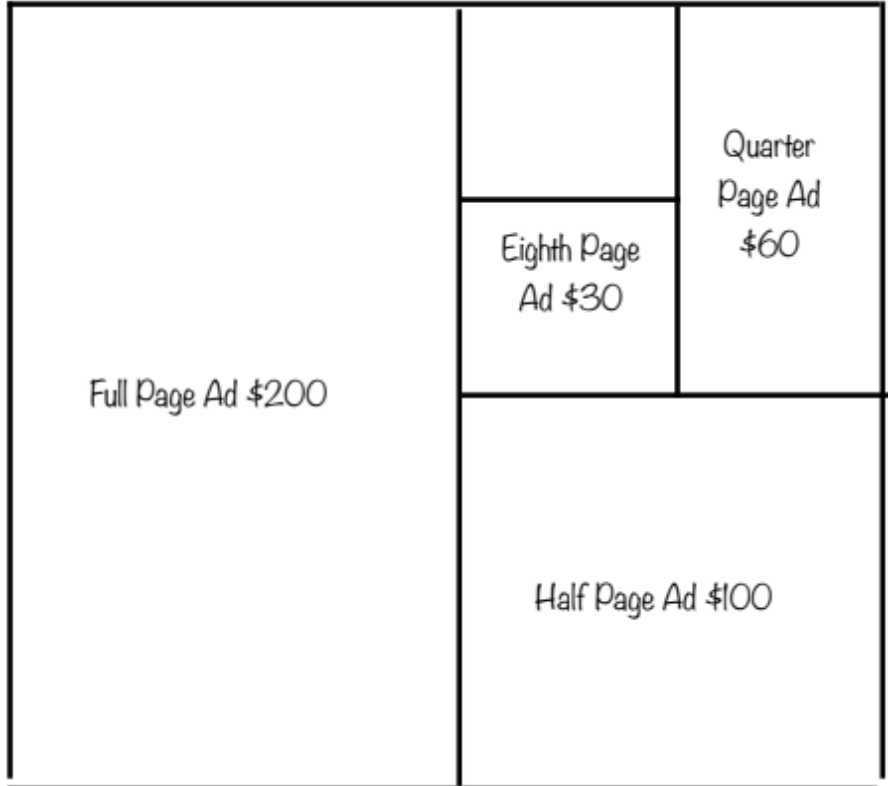 Full Page Ad $200
Eighth Page
Ad $30
Quarter
Page Ad
$60
Half Page Ad $100